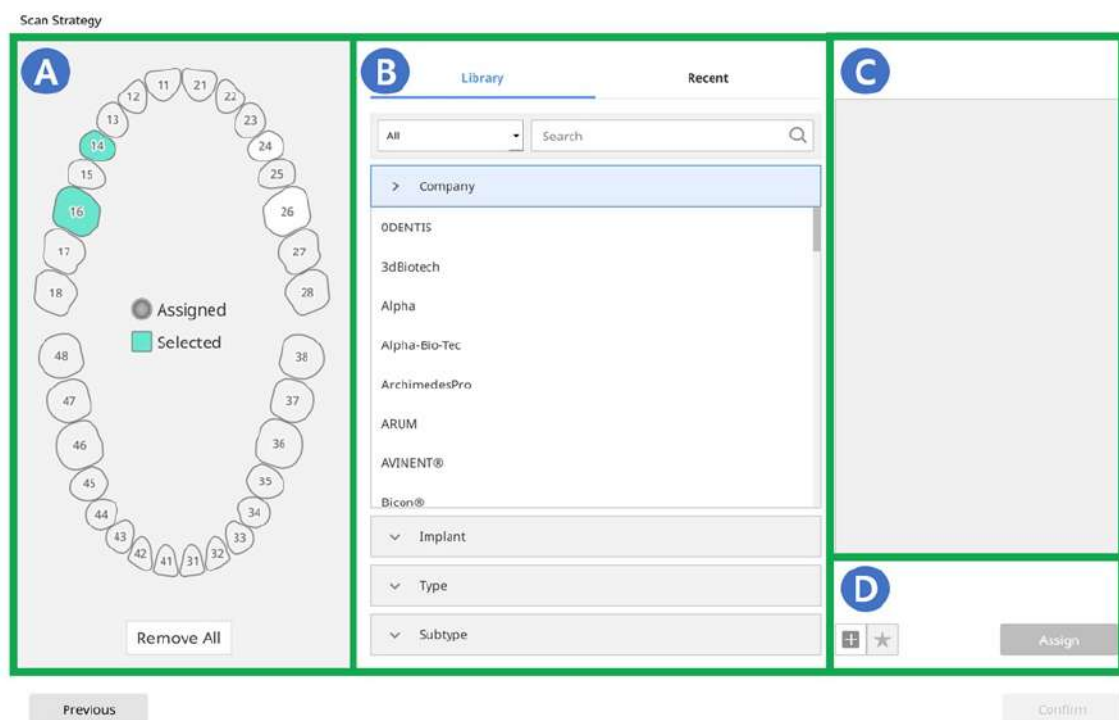 Scan Strategy
A
11 21
12 22
13 23
14 24
15 25
16 26
17 27
18 28
Assigned
Selected
48 38
47 37
46 36
45 35
44 34
43 33
42 41 31 32
Remove All
B
Library Recent
All Search
Company
ODENTIS
3dBiotech
Alpha
Alpha-Bio-Tec
ArchimedesPro
ARUM
AVINENT®
Bicon®
Implant
Type
Subtype
C
D
Assign
Previous
Confirm